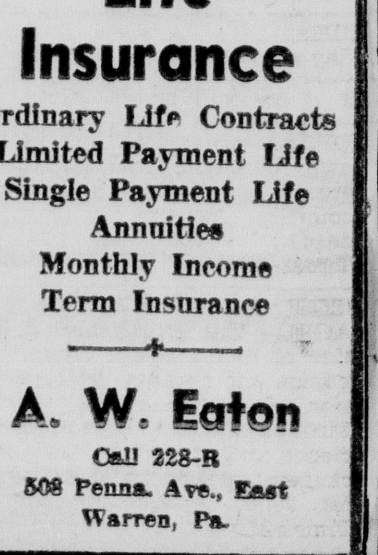 Life
Insurance
rdinary Life Contracts
Limited Payment Life
Single Payment Life
Annuities
Monthly Income
Term Insurance
A. W. Eaton
Call 228-R
508 Penna. Ave., East
Warren, Pa.